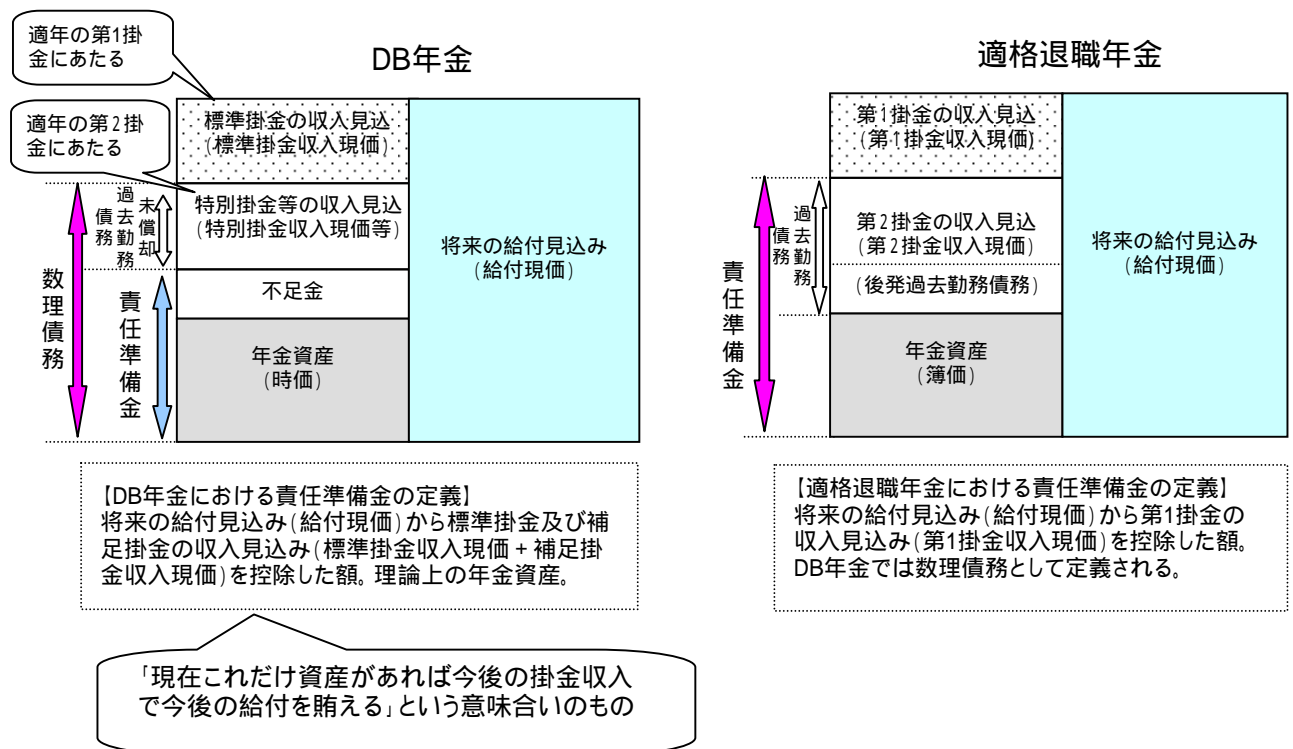 適年の第1掛
金にあたる
DB年金
適年の第2掛
金にあたる
標準掛金の収入見込
(標準掛金収入現価)
特別掛金等の収入見込
(特別掛金収入現価等)
不足金
年金資産
(時価)
将来の給付見込み
(給付現価)
未償却
過去勤務
債務
数理債務
責任準備金
適格退職年金
第1掛金の収入見込
(第1掛金収入現価)
第2掛金の収入見込
(第2掛金収入現価)
(後発過去勤務債務)
年金資産
(簿価)
将来の給付見込み
(給付現価)
過去勤務
債務
責任準備金
【DB年金における責任準備金の定義】
将来の給付見込み(給付現価)から標準掛金及び補
足掛金の収入見込み(標準掛金収入現価+補足掛
金収入現価)を控除した額。理論上の年金資産。
「現在これだけ資産があれば今後の掛金収入
で今後の給付を賄える」という意味合いのもの
【適格退職年金における責任準備金の定義】
将来の給付見込み(給付現価)から第1掛金の
収入見込み(第1掛金収入現価)を控除した額。
DB年金では数理債務として定義される。